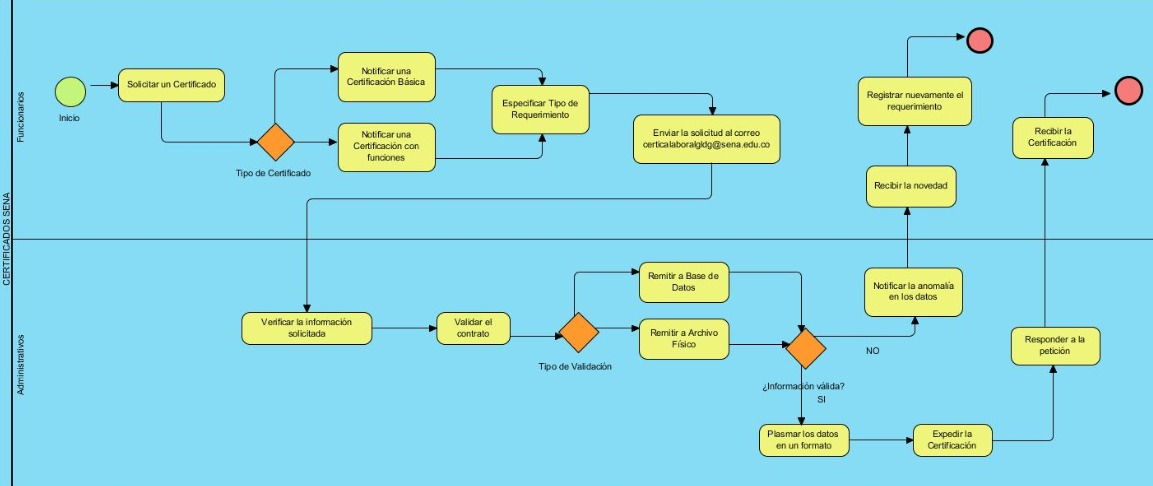 CERTIFICADOS SENA
Funcionarios
Inicio
Solicitar un Certificado
Tipo de Certificado
Notificar una
Certificación Básica
Notificar una
Certificación con
funciones
Especificar Tipo de
Requerimiento
Enviar la solicitud al correo
certicalaboralgldg@sena.edu.co
Registrar nuevamente el
requerimiento
Recibir la novedad
Recibir la
Certificación
Administrativos
Verificar la información
solicitada
Validar el
contrato
Tipo de Validación
Remitir a Base de
Datos
Remitir a Archivo
Físico
¿Información válida?
NO
SI
Notificar la anomalía
en los datos
Plasmar los datos
en un formato
Expedir la
Certificación
Responder a la
petición